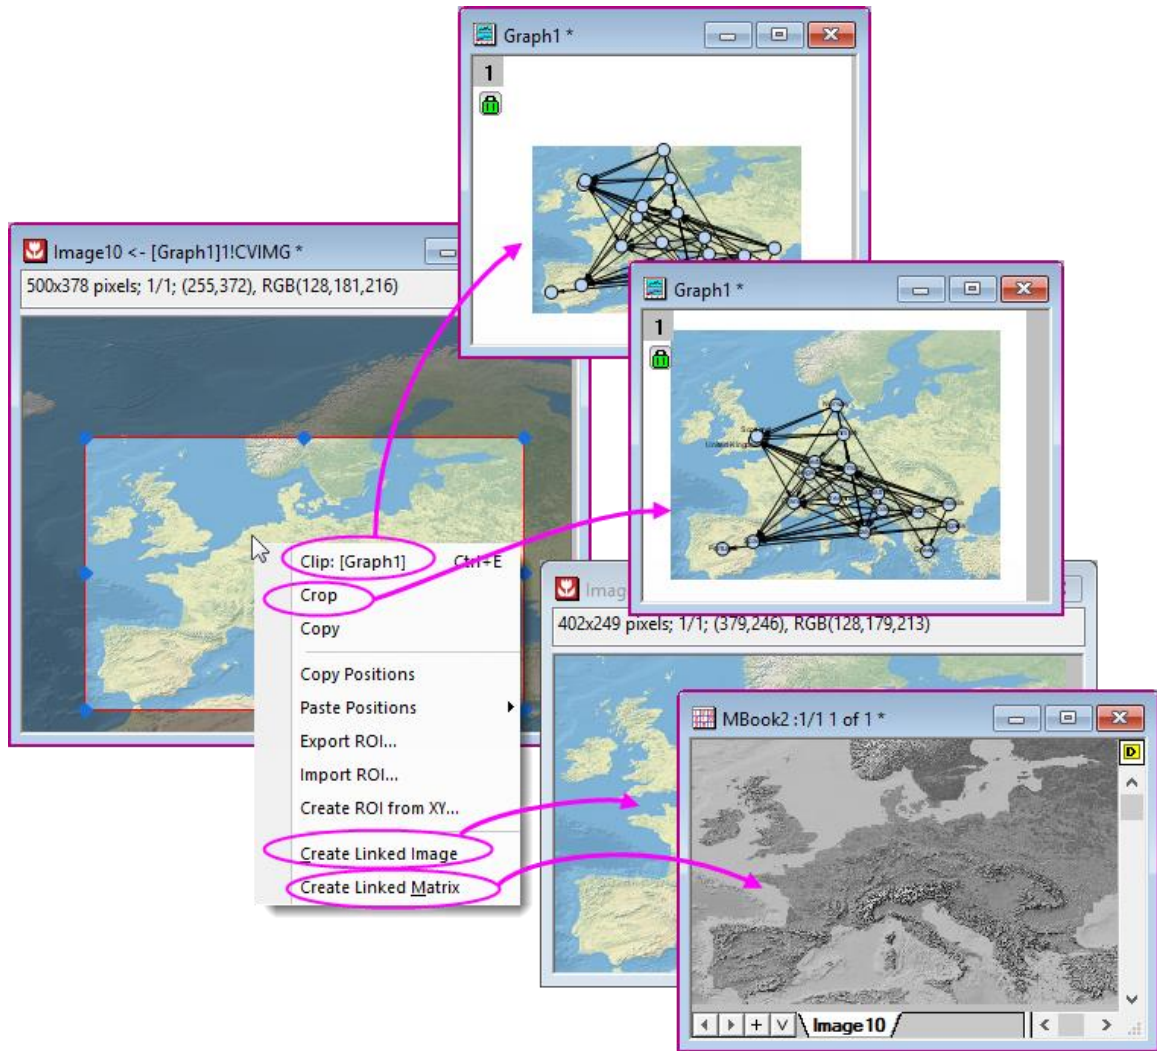 Graph1 *
1
Image10 <- [Graph1]1!CVIMG *
500x378 pixels; 1/1; (255,372), RGB(128,181,216)
Graph1 *
1
Clip: [Graph1] Ctrl+E
Crop
Copy
Copy Positions
Paste Positions
Export ROI...
Import ROI...
Create ROI from XY...
Create Linked Image
Create Linked Matrix
402x249 pixels; 1/1; (379,246), RGB(128,179,213)
MBook2 :1/1 1 of 1 *
D
Image10